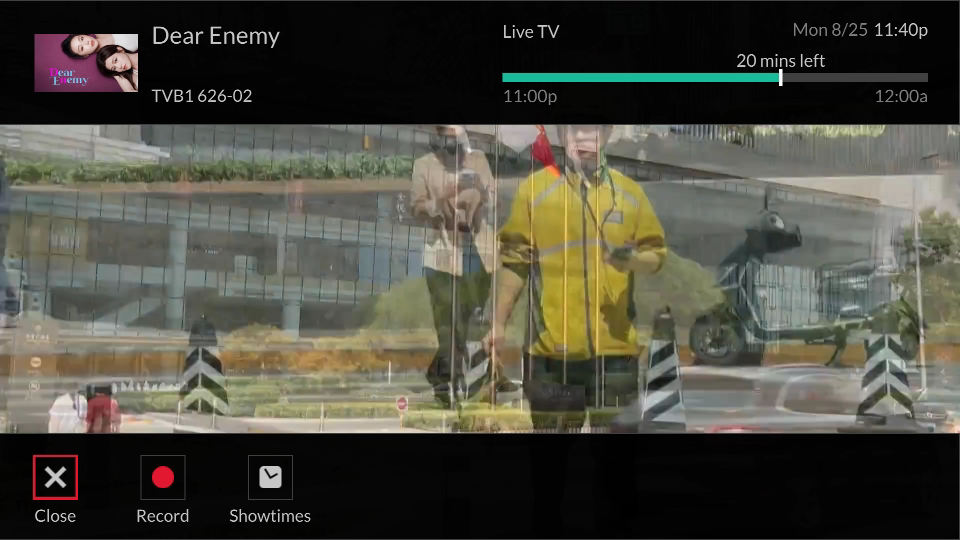 Dear Enemy
Dear
Enemy
TVB1 626-02
Live TV
Mon 8/25 11:40p
20 mins left
11:00p
12:00a
Close
Record
Showtimes